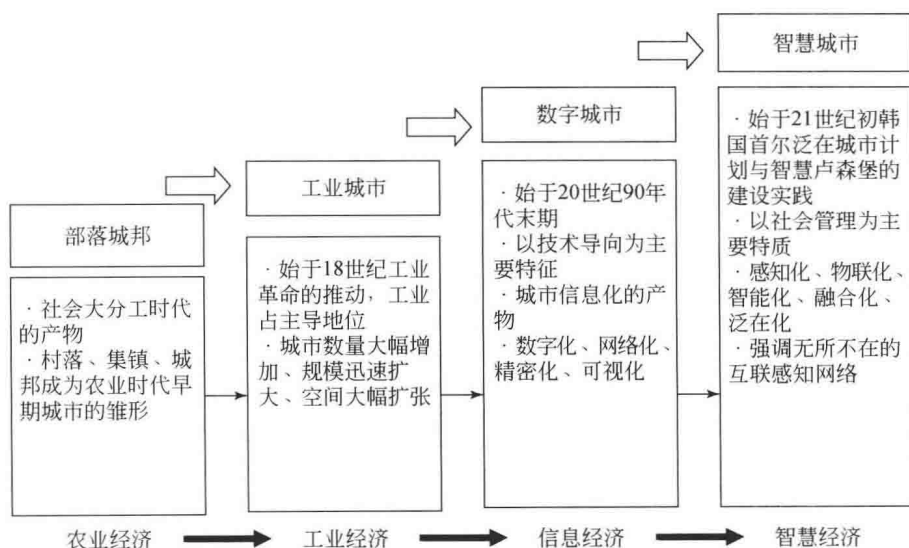 部落城邦
·社会大分工时代
的产物
·村落、集镇、城
邦成为农业时代早
期城市的雏形
农业经济
工业城市
·始于18世纪工业
革命的推动，工业
占主导地位
·城市数量大幅增
加、规模迅速扩
大、空间大幅扩张
工业经济
数字城市
·始于20世纪90年
代末期
·以技术导向为主
要特征
·城市信息化的产
物
·数字化、网络化、
精密化、可视化
信息经济
智慧城市
·始于21世纪初韩
国首尔泛在城市计
划与智慧卢森堡的
建设实践
·以社会管理为主
要特质
·感知化、物联化、
智能化、融合化、
泛在化
·强调无所不在的
互联感知网络
智慧经济